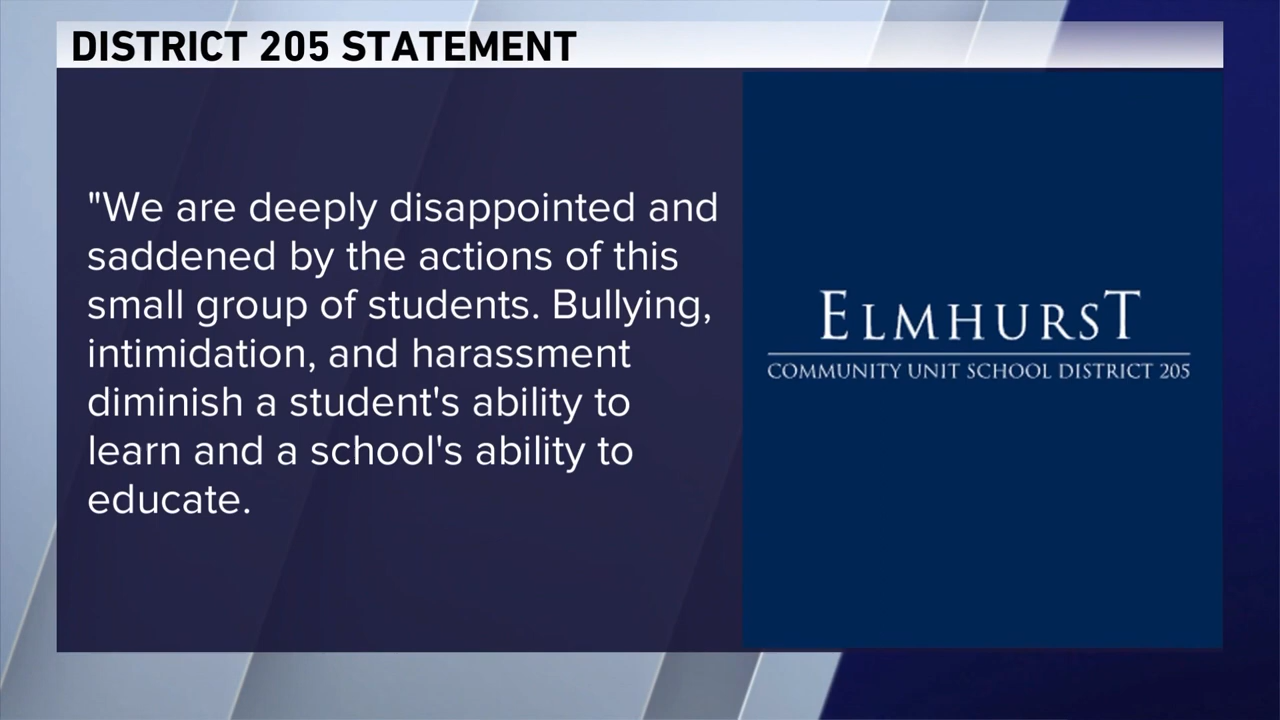 DISTRICT 205 STATEMENT
"We are deeply disappointed and
saddened by the actions of this
small group of students. Bullying,
intimidation, and harassment
diminish a student's ability to
learn and a school's ability to
educate.
ELMHURST
COMMUNITY UNIT SCHOOL DISTRICT 205